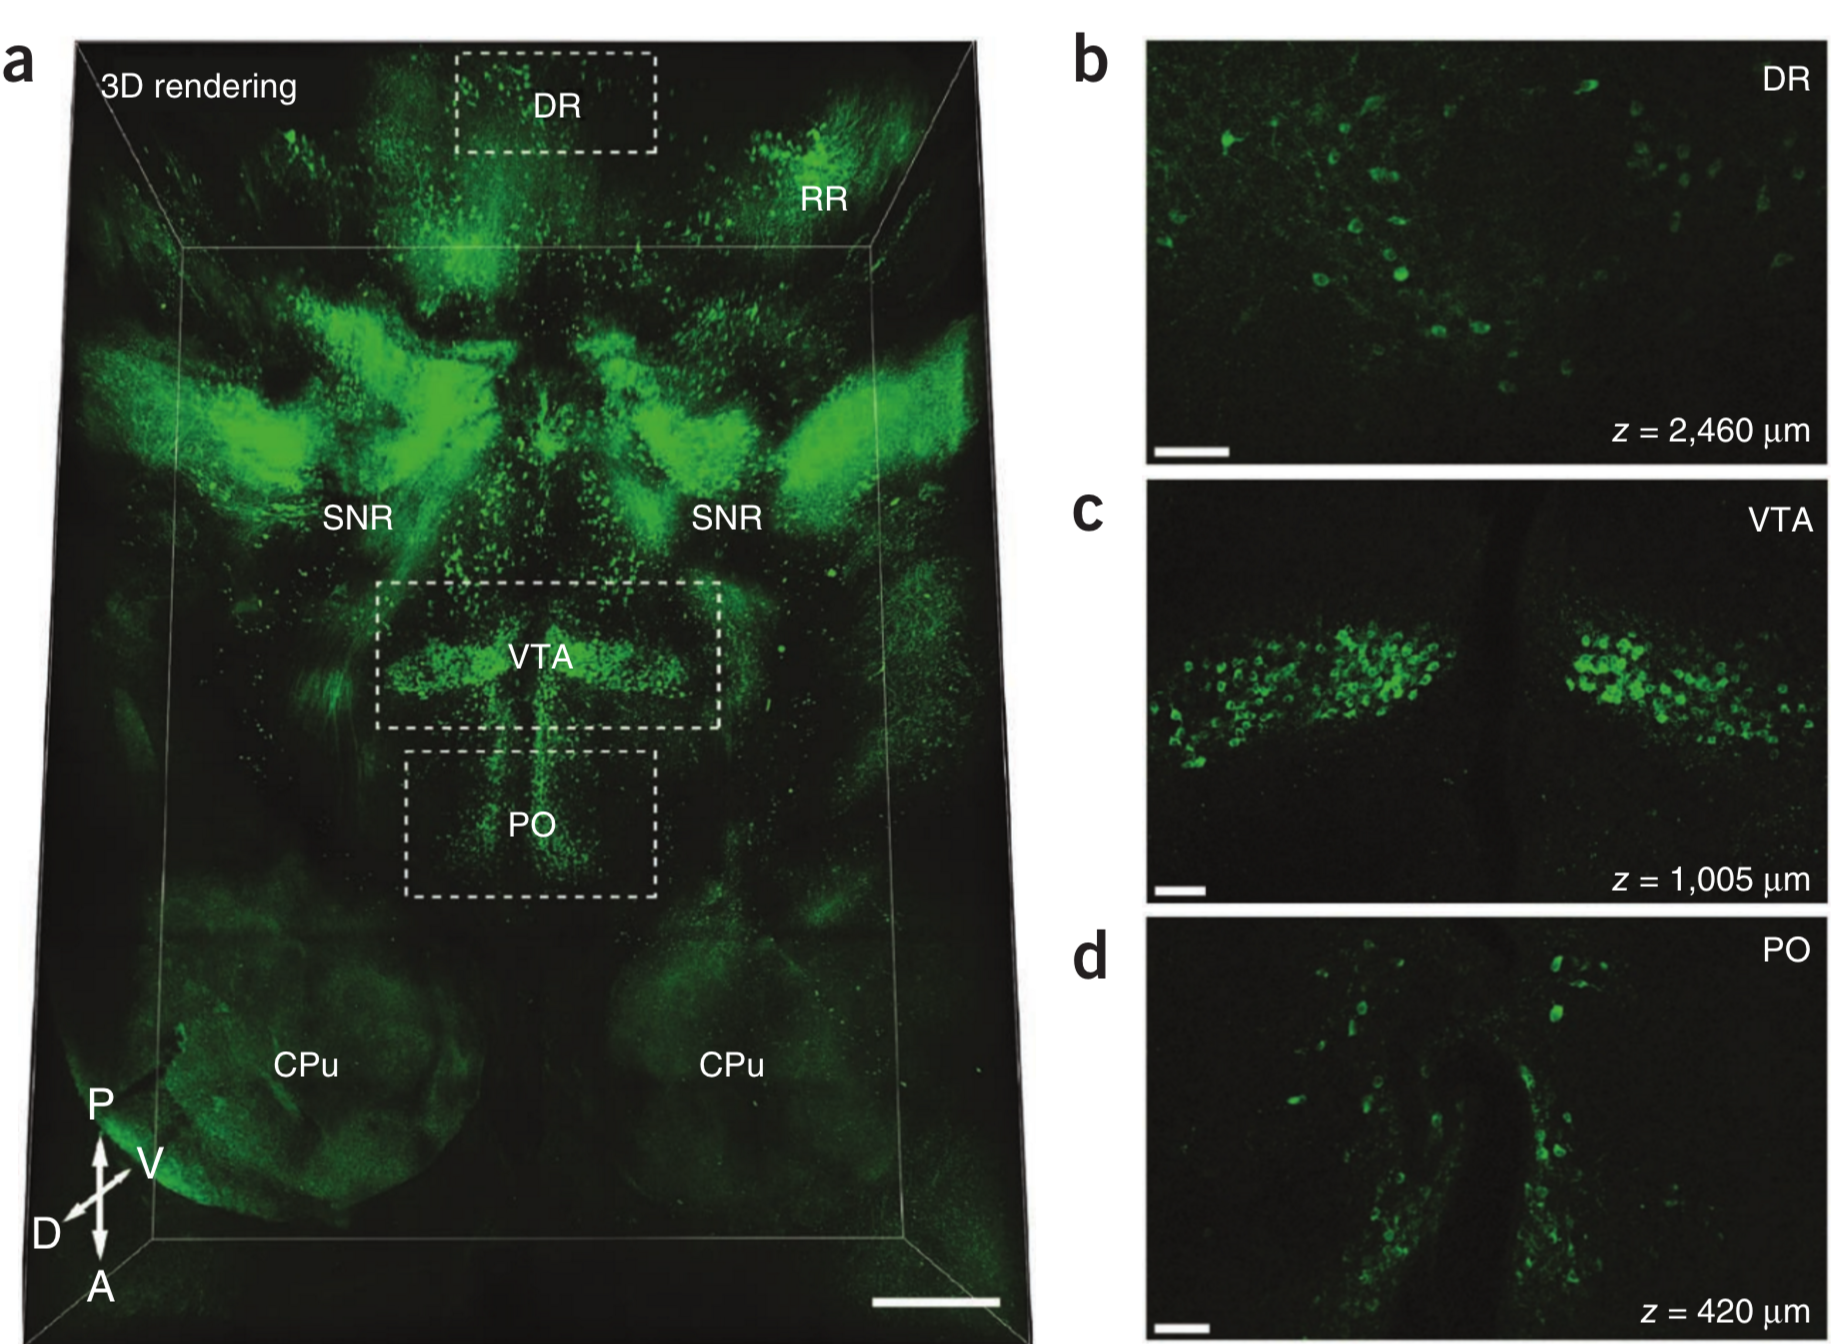 a
3D rendering
DR
RR
SNR
SNR
VTA
PO
CPu
CPu
P
V
D
A
b
DR
z = 2,460 μm
c
VTA
z = 1,005 μm
d
PO
z = 420 μm